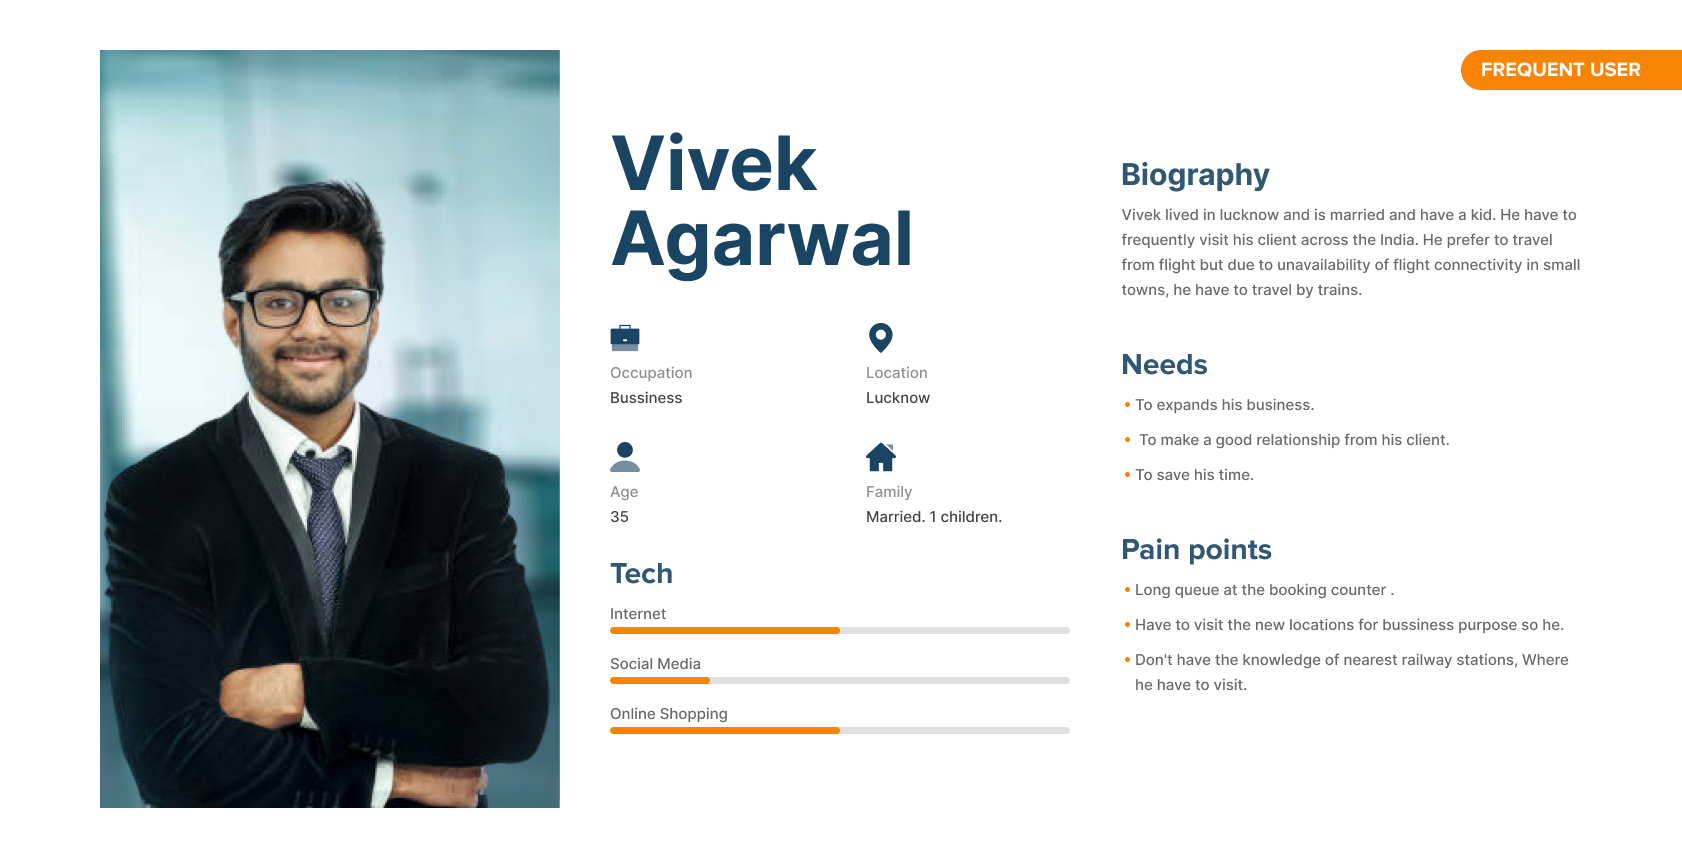 FREQUENT USER
Vivek
Agarwal
Occupation
Bussiness
Location
Lucknow
Age
35
Family
Married. 1 children.
Tech
Internet
Social Media
Online Shopping
Biography
Vivek lived in lucknow and is married and have a kid. He have to
frequently visit his client across the India. He prefer to travel
from flight but due to unavailability of flight connectivity in small
towns, he have to travel by trains.
Needs
• To expands his business.
• To make a good relationship from his client.
• To save his time.
Pain points
• Long queue at the booking counter .
• Have to visit the new locations for bussiness purpose so he.
• Don't have the knowledge of nearest railway stations, Where
he have to visit.